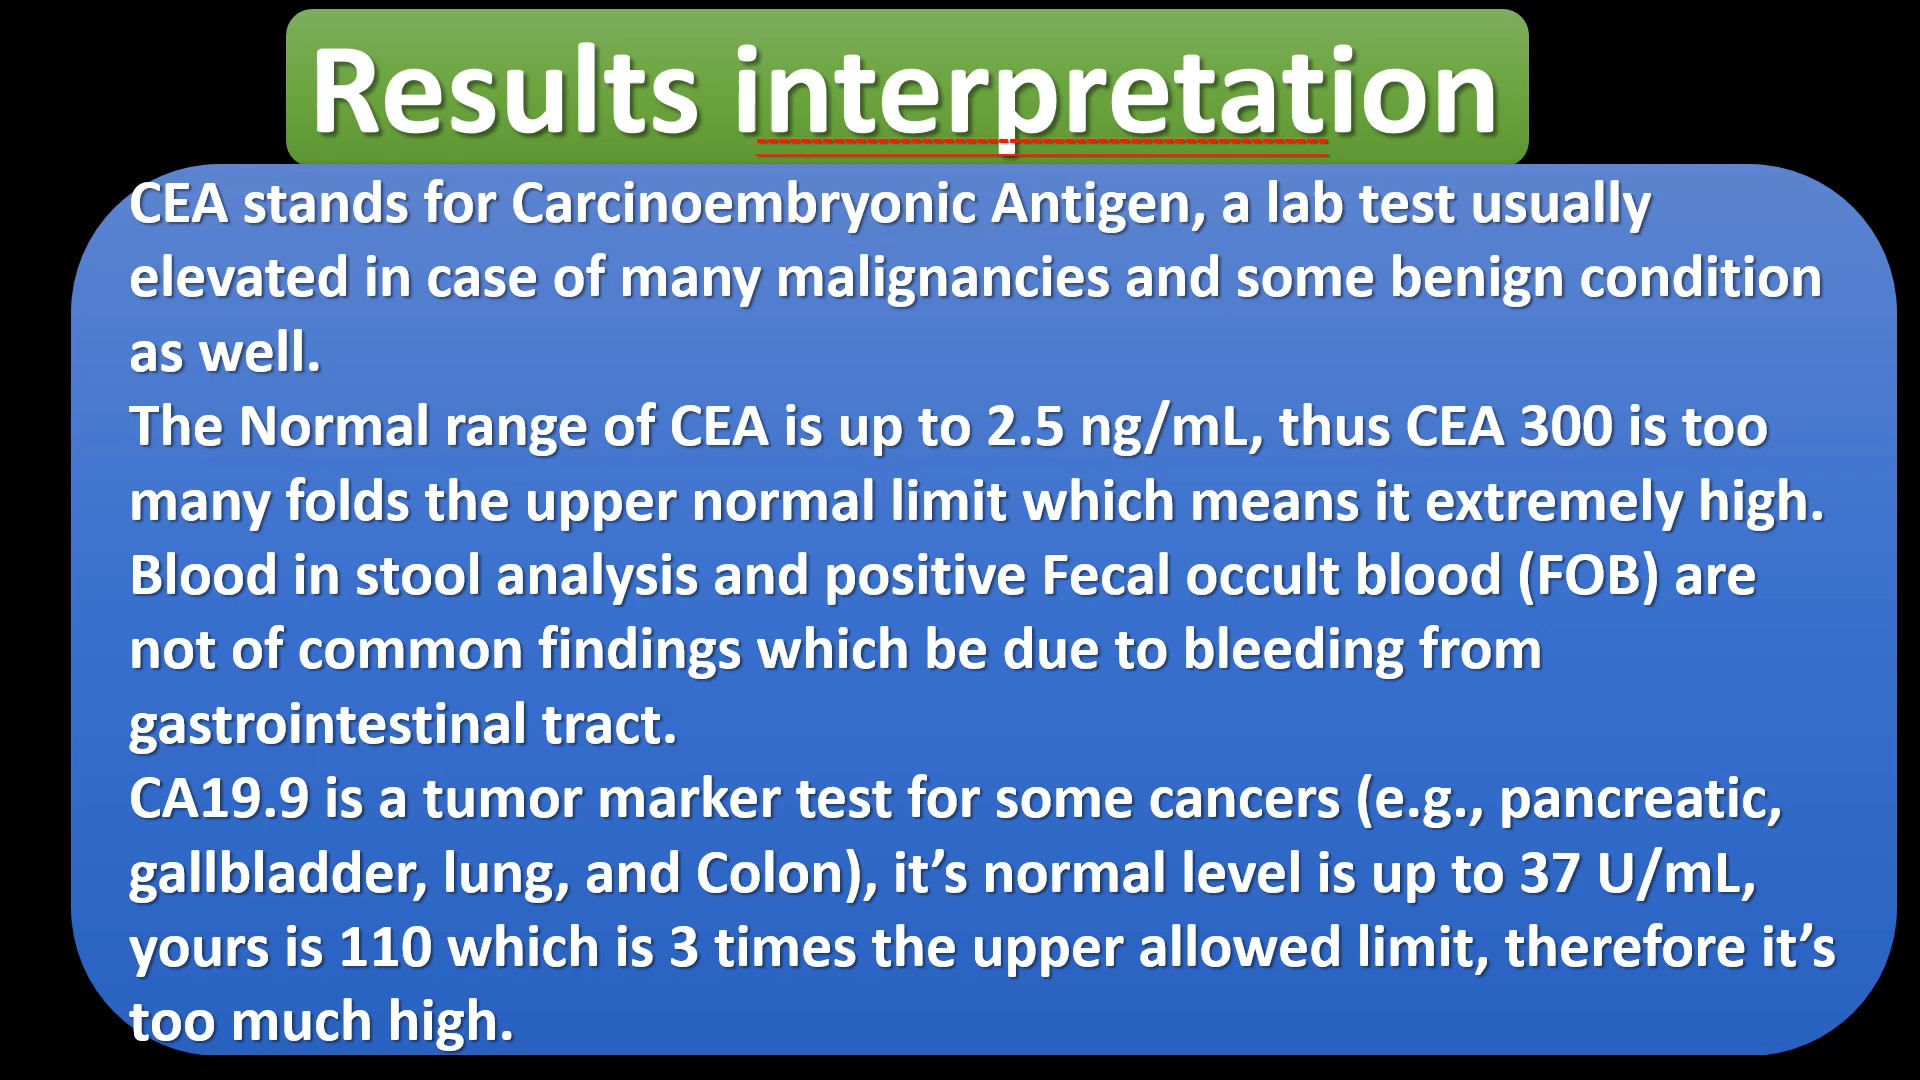 Results interpretation
CEA stands for Carcinoembryonic Antigen, a lab test usually
elevated in case of many malignancies and some benign condition
as well.
The Normal range of CEA is up to 2.5 ng/mL, thus CEA 300 is too
many folds the upper normal limit which means it extremely high.
Blood in stool analysis and positive Fecal occult blood (FOB) are
not of common findings which be due to bleeding from
gastrointestinal tract.
CA19.9 is a tumor marker test for some cancers (e.g., pancreatic,
gallbladder, lung, and Colon), it’s normal level is up to 37 U/mL,
yours is 110 which is 3 times the upper allowed limit, therefore it’s
too much high.